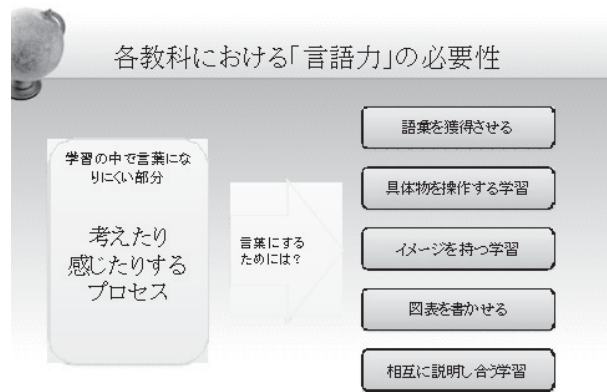 各教科における「言語力」の必要性
学習の中で言葉にな
りにくい部分
考えたり
感じたりする
プロセス
言葉にする
ためには？
語彙を獲得させる
具体物を操作する学習
イメージを持つ学習
図表を書かせる
相互に説明し合う学習